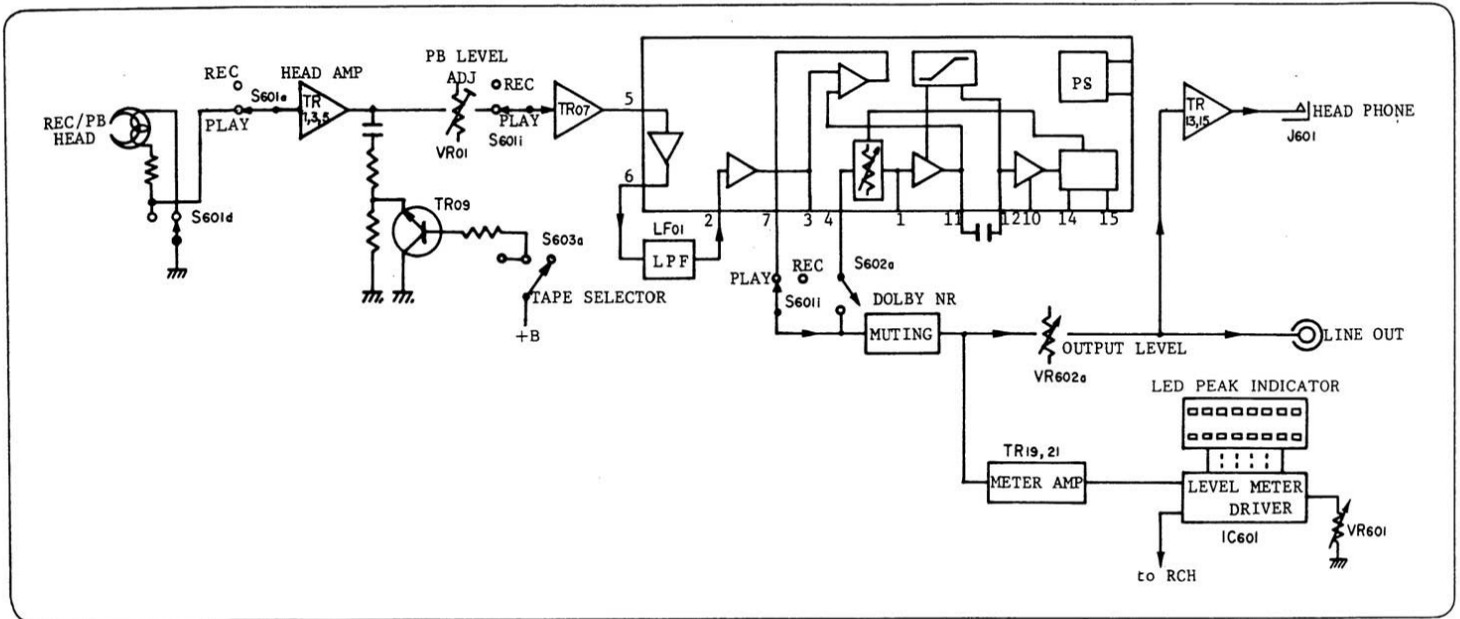 REC/PB
HEAD
REC
S601a
PLAY
S601d
HEAD AMP
TR
1,3,5
PB LEVEL
ADJ
VR01
REC
PLAY
S601i
TR07
TR09
S603a
TAPE SELECTOR
+B
5
6
2
7
3
4
1
11
12
10
14
15
PS
LF01
LPF
PLAY
REC
S601i
S602a
DOLBY NR
MUTING
OUTPUT LEVEL
VR602a
TR
13,15
HEAD PHONE
J601
LINE OUT
LED PEAK INDICATOR
TR19,21
METER AMP
LEVEL METER
DRIVER
IC601
VR601
to RCH